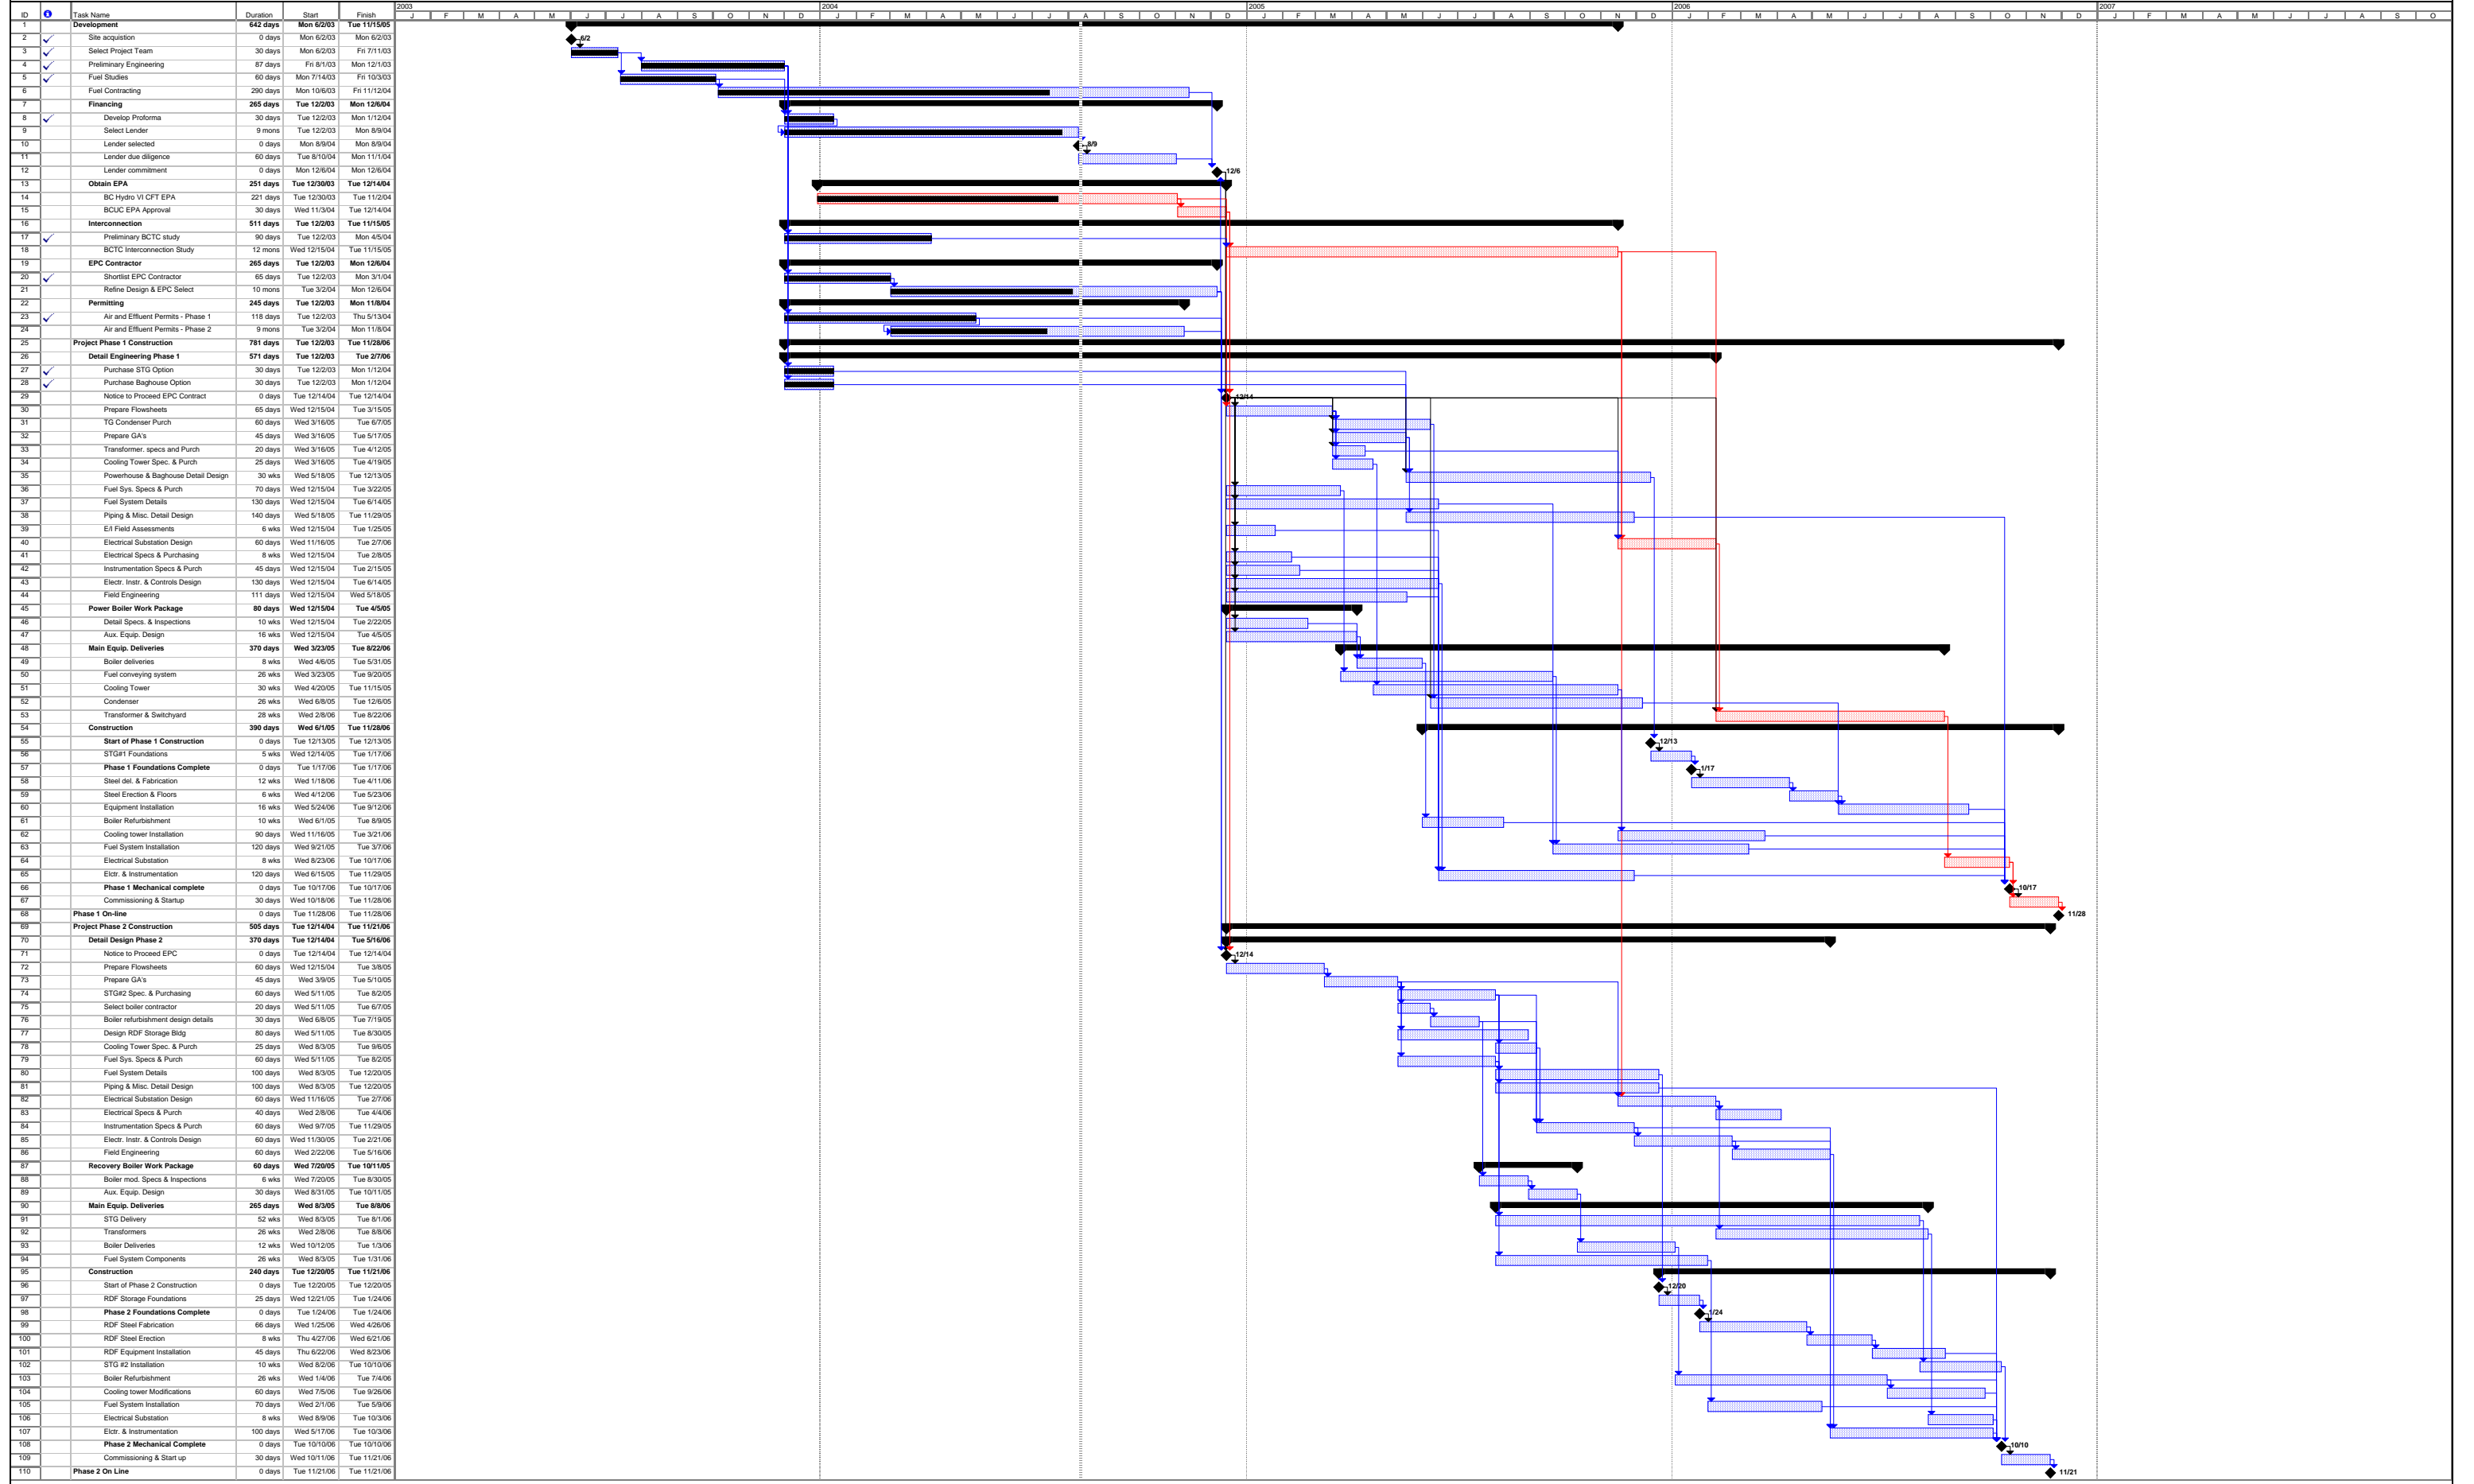 2003 2004 2005 2006 2007
ID Task Name Duration Start Finish J F M A M J J A S O N D J F M A M J J A S O N D J F M A M J J A S O N D J F M A M J J A S O N D J F M A M J J A S O
1 Development 642 days Mon 6/2/03 Tue 11/15/05
2 Site acquistion 0 days Mon 6/2/03 Mon 6/2/03 6/2
3 Select Project Team 30 days Mon 6/2/03 Fri 7/11/03
4 Preliminary Engineering 87 days Fri 8/1/03 Mon 12/1/03
5 Fuel Studies 60 days Mon 7/14/03 Fri 10/3/03
6 Fuel Contracting 290 days Mon 10/6/03 Fri 11/12/04
7 Financing 265 days Tue 12/2/03 Mon 12/6/04
8 Develop Proforma 30 days Tue 12/2/03 Mon 1/12/04
9 Select Lender 9 mons Tue 12/2/03 Mon 8/9/04
10 Lender selected 0 days Mon 8/9/04 Mon 8/9/04 8/9
11 Lender due diligence 60 days Tue 8/10/04 Mon 11/1/04
12 Lender commitment 0 days Mon 12/6/04 Mon 12/6/04 12/6
13 Obtain EPA 251 days Tue 12/30/03 Tue 12/14/04
14 BC Hydro VI CFT EPA 221 days Tue 12/30/03 Tue 11/2/04
15 BCUC EPA Approval 30 days Wed 11/3/04 Tue 12/14/04
16 Interconnection 511 days Tue 12/2/03 Tue 11/15/05
17 Preliminary BCTC study 90 days Tue 12/2/03 Mon 4/5/04
18 BCTC Interconnection Study 12 mons Wed 12/15/04 Tue 11/15/05
19 EPC Contractor 265 days Tue 12/2/03 Mon 12/6/04
20 Shortlist EPC Contractor 65 days Tue 12/2/03 Mon 3/1/04
21 Refine Design & EPC Select 10 mons Tue 3/2/04 Mon 12/6/04
22 Permitting 245 days Tue 12/2/03 Mon 11/8/04
23 Air and Effluent Permits - Phase 1 118 days Tue 12/2/03 Thu 5/13/04
24 Air and Effluent Permits - Phase 2 9 mons Tue 3/2/04 Mon 11/8/04
25 Project Phase 1 Construction 781 days Tue 12/2/03 Tue 11/28/06
26 Detail Engineering Phase 1 571 days Tue 12/2/03 Tue 2/7/06
27 Purchase STG Option 30 days Tue 12/2/03 Mon 1/12/04
28 Purchase Baghouse Option 30 days Tue 12/2/03 Mon 1/12/04
29 Notice to Proceed EPC Contract 0 days Tue 12/14/04 Tue 12/14/04 12/14
30 Prepare Flowsheets 65 days Wed 12/15/04 Tue 3/15/05
31 TG Condenser Purch 60 days Wed 3/16/05 Tue 6/7/05
32 Prepare GA's 45 days Wed 3/16/05 Tue 5/17/05
33 Transformer. specs and Purch 20 days Wed 3/16/05 Tue 4/12/05
34 Cooling Tower Spec. & Purch 25 days Wed 3/16/05 Tue 4/19/05
35 Powerhouse & Baghouse Detail Design 30 wks Wed 5/18/05 Tue 12/13/05
36 Fuel Sys. Specs & Purch 70 days Wed 12/15/04 Tue 3/22/05
37 Fuel System Details 130 days Wed 12/15/04 Tue 6/14/05
38 Piping & Misc. Detail Design 140 days Wed 5/18/05 Tue 11/29/05
39 E/I Field Assessments 6 wks Wed 12/15/04 Tue 1/25/05
40 Electrical Substation Design 60 days Wed 11/16/05 Tue 2/7/06
41 Electrical Specs & Purchasing 8 wks Wed 12/15/04 Tue 2/8/05
42 Instrumentation Specs & Purch 45 days Wed 12/15/04 Tue 2/15/05
43 Electr. Instr. & Controls Design 130 days Wed 12/15/04 Tue 6/14/05
44 Field Engineering 111 days Wed 12/15/04 Wed 5/18/05
45 Power Boiler Work Package 80 days Wed 12/15/04 Tue 4/5/05
46 Detail Specs. & Inspections 10 wks Wed 12/15/04 Tue 2/22/05
47 Aux. Equip. Design 16 wks Wed 12/15/04 Tue 4/5/05
48 Main Equip. Deliveries 370 days Wed 3/23/05 Tue 8/22/06
49 Boiler deliveries 8 wks Wed 4/6/05 Tue 5/31/05
50 Fuel conveying system 26 wks Wed 3/23/05 Tue 9/20/05
51 Cooling Tower 30 wks Wed 4/20/05 Tue 11/15/05
52 Condenser 26 wks Wed 6/8/05 Tue 12/6/05
53 Transformer & Switchyard 28 wks Wed 2/8/06 Tue 8/22/06
54 Construction 390 days Wed 6/1/05 Tue 11/28/06
55 Start of Phase 1 Construction 0 days Tue 12/13/05 Tue 12/13/05 12/13
56 STG#1 Foundations 5 wks Wed 12/14/05 Tue 1/17/06
57 Phase 1 Foundations Complete 0 days Tue 1/17/06 Tue 1/17/06 1/17
58 Steel del. & Fabrication 12 wks Wed 1/18/06 Tue 4/11/06
59 Steel Erection & Floors 6 wks Wed 4/12/06 Tue 5/23/06
60 Equipment Installation 16 wks Wed 5/24/06 Tue 9/12/06
61 Boiler Refurbishment 10 wks Wed 6/1/05 Tue 8/9/05
62 Cooling tower Installation 90 days Wed 11/16/05 Tue 3/21/06
63 Fuel System Installation 120 days Wed 9/21/05 Tue 3/7/06
64 Electrical Substation 8 wks Wed 8/23/06 Tue 10/17/06
65 Elctr. & Instrumentation 120 days Wed 6/15/05 Tue 11/29/05
66 Phase 1 Mechanical complete 0 days Tue 10/17/06 Tue 10/17/06 10/17
67 Commissioning & Startup 30 days Wed 10/18/06 Tue 11/28/06
68 Phase 1 On-line 0 days Tue 11/28/06 Tue 11/28/06 11/28
69 Project Phase 2 Construction 505 days Tue 12/14/04 Tue 11/21/06
70 Detail Design Phase 2 370 days Tue 12/14/04 Tue 5/16/06
71 Notice to Proceed EPC 0 days Tue 12/14/04 Tue 12/14/04 12/14
72 Prepare Flowsheets 60 days Wed 12/15/04 Tue 3/8/05
73 Prepare GA's 45 days Wed 3/9/05 Tue 5/10/05
74 STG#2 Spec. & Purchasing 60 days Wed 5/11/05 Tue 8/2/05
75 Select boiler contractor 20 days Wed 5/11/05 Tue 6/7/05
76 Boiler refurbishment design details 30 days Wed 6/8/05 Tue 7/19/05
77 Design RDF Storage Bldg 80 days Wed 5/11/05 Tue 8/30/05
78 Cooling Tower Spec. & Purch 25 days Wed 8/3/05 Tue 9/6/05
79 Fuel Sys. Specs & Purch 60 days Wed 5/11/05 Tue 8/2/05
80 Fuel System Details 100 days Wed 8/3/05 Tue 12/20/05
81 Piping & Misc. Detail Design 100 days Wed 8/3/05 Tue 12/20/05
82 Electrical Substation Design 60 days Wed 11/16/05 Tue 2/7/06
83 Electrical Specs & Purch 40 days Wed 2/8/06 Tue 4/4/06
84 Instrumentation Specs & Purch 60 days Wed 9/7/05 Tue 11/29/05
85 Electr. Instr. & Controls Design 60 days Wed 11/30/05 Tue 2/21/06
86 Field Engineering 60 days Wed 2/22/06 Tue 5/16/06
87 Recovery Boiler Work Package 60 days Wed 7/20/05 Tue 10/11/05
88 Boiler mod. Specs & Inspections 6 wks Wed 7/20/05 Tue 8/30/05
89 Aux. Equip. Design 30 days Wed 8/31/05 Tue 10/11/05
90 Main Equip. Deliveries 265 days Wed 8/3/05 Tue 8/8/06
91 STG Delivery 52 wks Wed 8/3/05 Tue 8/1/06
92 Transformers 26 wks Wed 2/8/06 Tue 8/8/06
93 Boiler Deliveries 12 wks Wed 10/12/05 Tue 1/3/06
94 Fuel System Components 26 wks Wed 8/3/05 Tue 1/31/06
95 Construction 240 days Tue 12/20/05 Tue 11/21/06
96 Start of Phase 2 Construction 0 days Tue 12/20/05 Tue 12/20/05 12/20
97 RDF Storage Foundations 25 days Wed 12/21/05 Tue 1/24/06
98 Phase 2 Foundations Complete 0 days Tue 1/24/06 Tue 1/24/06 1/24
99 RDF Steel Fabrication 66 days Wed 1/25/06 Wed 4/26/06
100 RDF Steel Erection 8 wks Thu 4/27/06 Wed 6/21/06
101 RDF Equipment Installation 45 days Thu 6/22/06 Wed 8/23/06
102 STG #2 Installation 10 wks Wed 8/2/06 Tue 10/10/06
103 Boiler Refurbishment 26 wks Wed 1/4/06 Tue 7/4/06
104 Cooling tower Modifications 60 days Wed 7/5/06 Tue 9/26/06
105 Fuel System Installation 70 days Wed 2/1/06 Tue 5/9/06
106 Electrical Substation 8 wks Wed 8/9/06 Tue 10/3/06
107 Elctr. & Instrumentation 100 days Wed 5/17/06 Tue 10/3/06
108 Phase 2 Mechanical Complete 0 days Tue 10/10/06 Tue 10/10/06 10/10
109 Commissioning & Start up 30 days Wed 10/11/06 Tue 11/21/06
110 Phase 2 On Line 0 days Tue 11/21/06 Tue 11/21/06 11/21